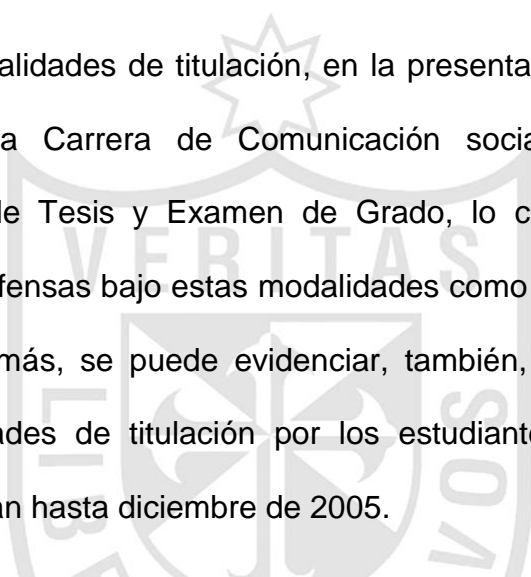 alidades de titulación, en la presenta
a Carrera de Comunicación socia
le Tesis y Examen de Grado, lo c
VERITAS
fensas bajo estas modalidades como
más, se puede evidenciar, también,
ades de titulación por los estudiant
an hasta diciembre de 2005.